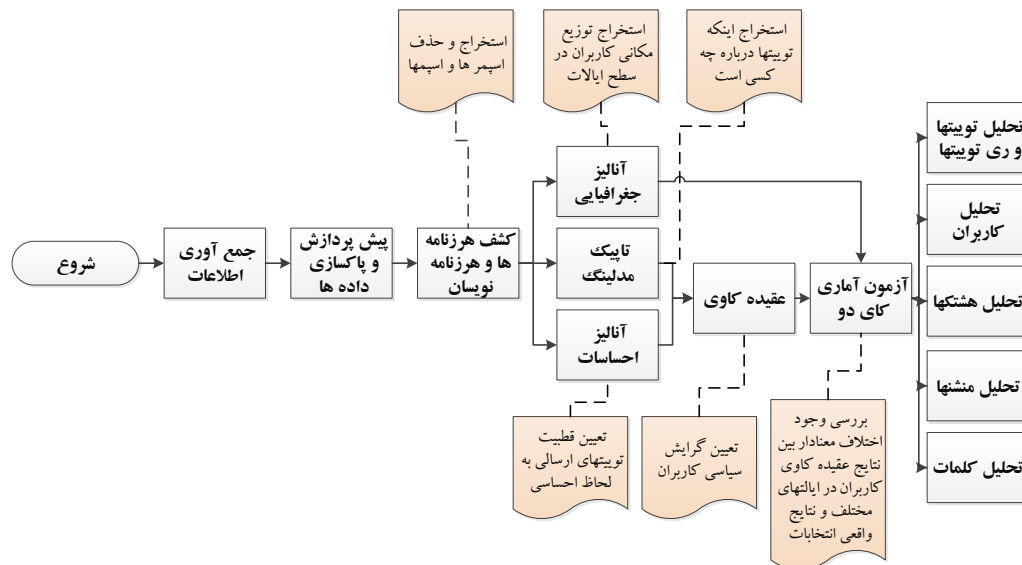 استخراج و حذف
اسپمر ها و اسپمها
استخراج توزیع
مکانی کاربران در
سطح ایالات
استخراج اینکه
توییتها درباره چه
کسی است
شروع
جمع آوری
اطلاعات
پیش پردازش
و پاکسازی
داده ها
کشف هرزنامه
ها و هرزنامه
نویسان
آنالیز
جغرافیایی
تاپیک
مدلینگ
آنالیز
احساسات
عقیده کاوی
آزمون آماری
کای دو
تحلیل توییتها
و ری توییتها
تحلیل
کاربران
تحلیل هشتکها
تحلیل منشنها
تحلیل کلمات
تعیین قطبیت
توییتهای ارسالی به
لحاظ احساسی
تعیین گرایش
سیاسی کاربران
بررسی وجود
اختلاف معنادار بین
نتایج عقیده کاوی
کاربران در ایالتهای
مختلف و نتایج
واقعی انتخابات